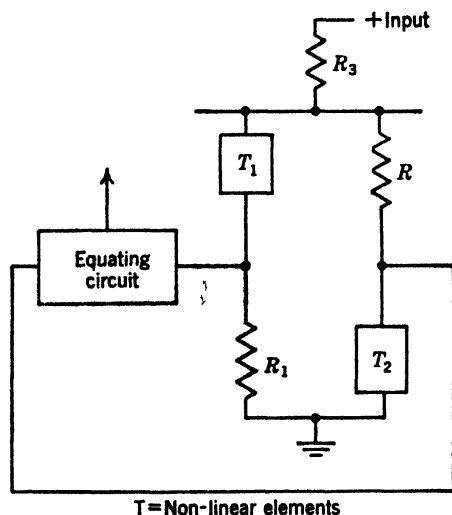 +Input
R₃
T₁
R
Equating
circuit
R₁
T₂
T=Non-linear elements